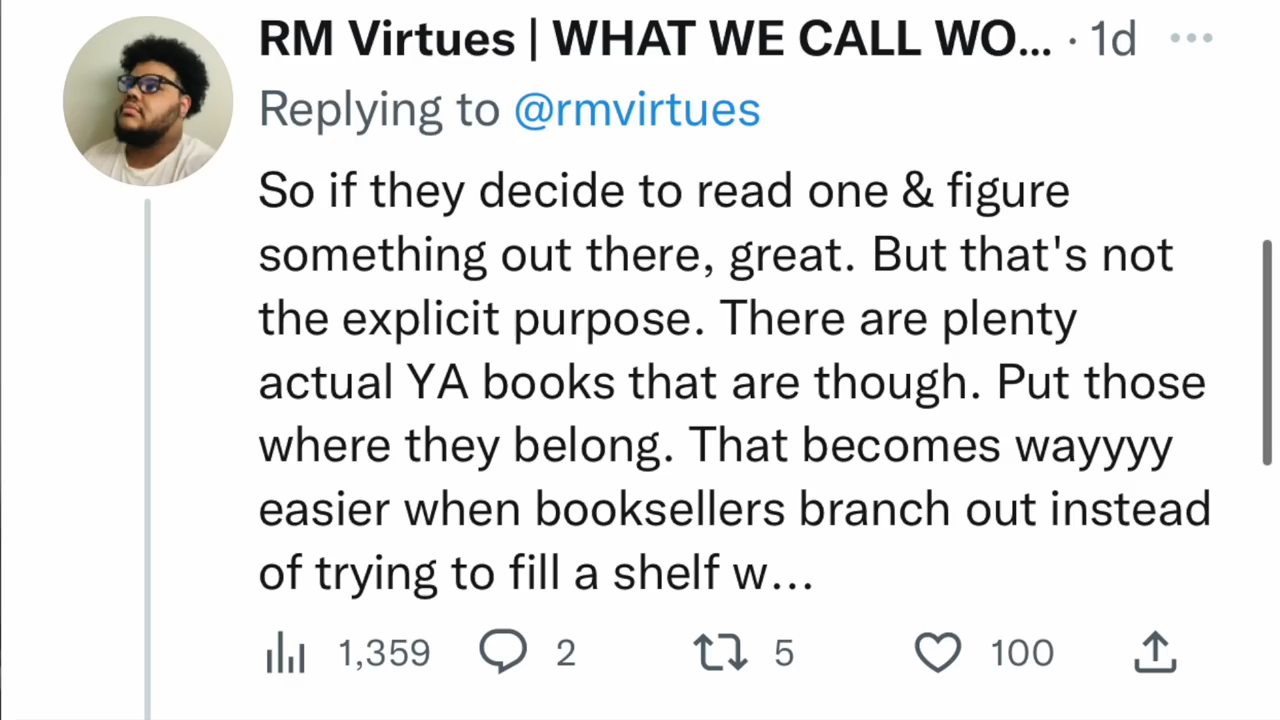 RM Virtues | WHAT WE CALL WO... · 1d ...
Replying to @rmvirtues
So if they decide to read one & figure
something out there, great. But that's not
the explicit purpose. There are plenty
actual YA books that are though. Put those
where they belong. That becomes wayyyy
easier when booksellers branch out instead
of trying to fill a shelf w...
1,359 2 5 100